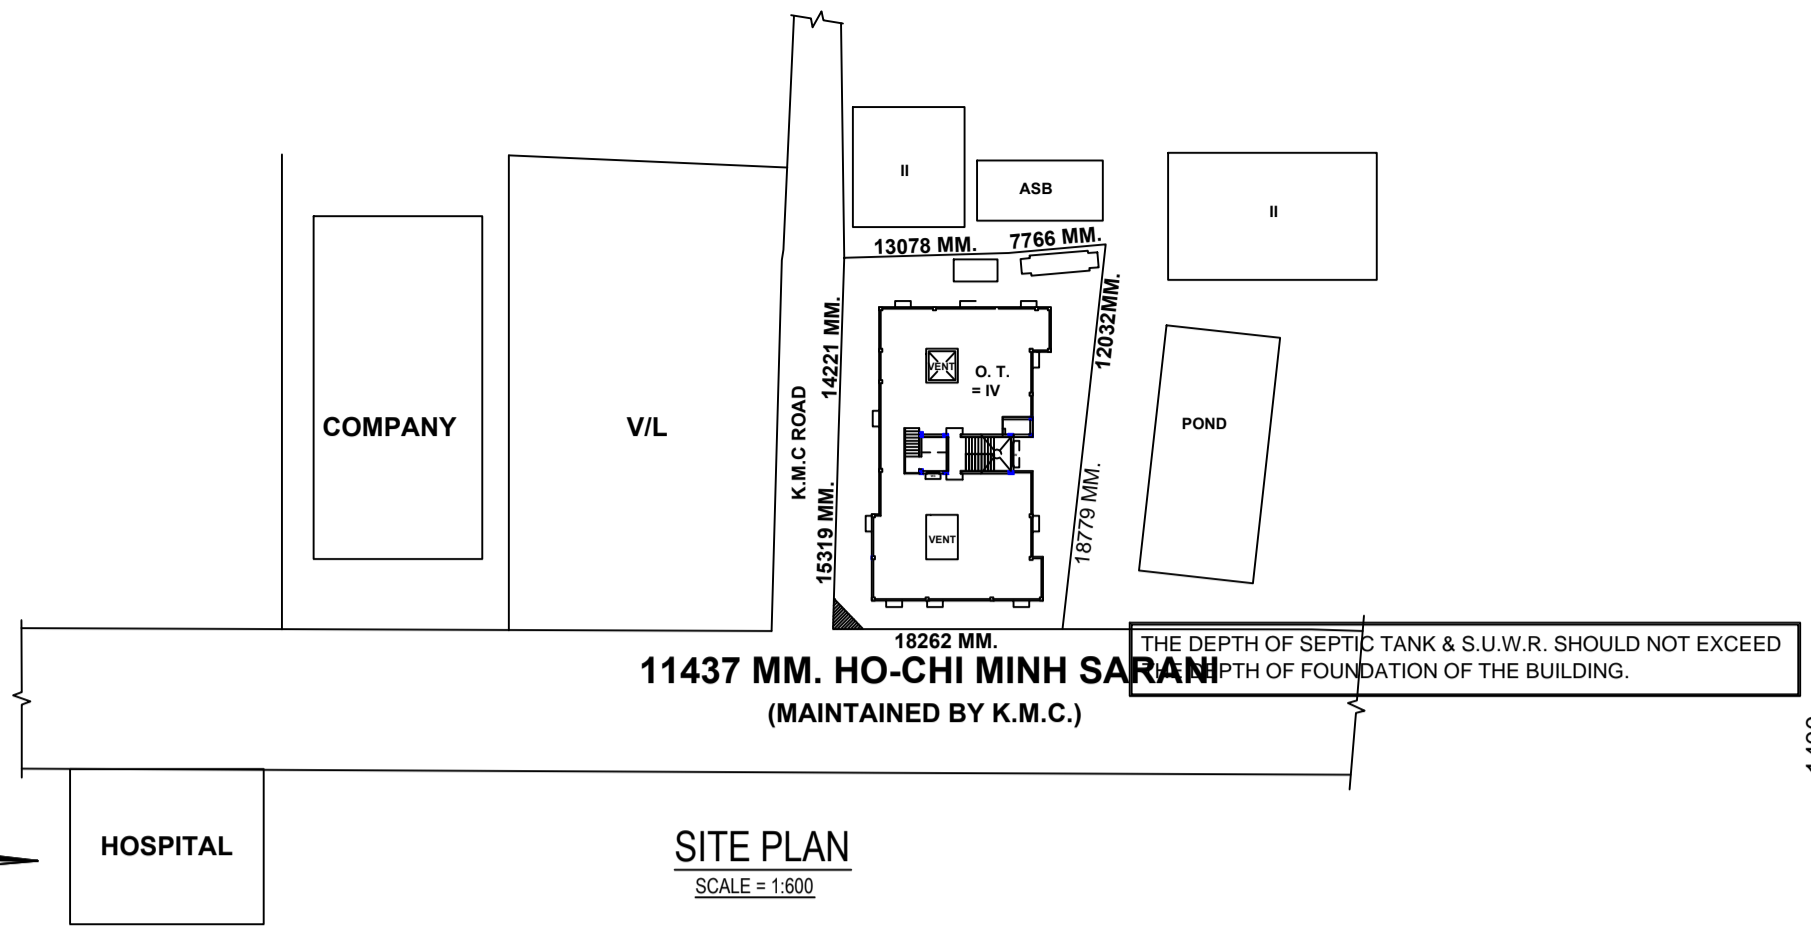 II
ASB
II
13078 MM.
7766 MM.
14221 MM.
12032MM.
VENT
O. T.
= IV
COMPANY
V/L
K.M.C ROAD
POND
15319 MM.
18779 MM.
VENT
18262 MM.
11437 MM. HO-CHI MINH SARANI
(MAINTAINED BY K.M.C.)
THE DEPTH OF SEPTIC TANK & S.U.W.R. SHOULD NOT EXCEED
THE DEPTH OF FOUNDATION OF THE BUILDING.
HOSPITAL
SITE PLAN
SCALE = 1:600